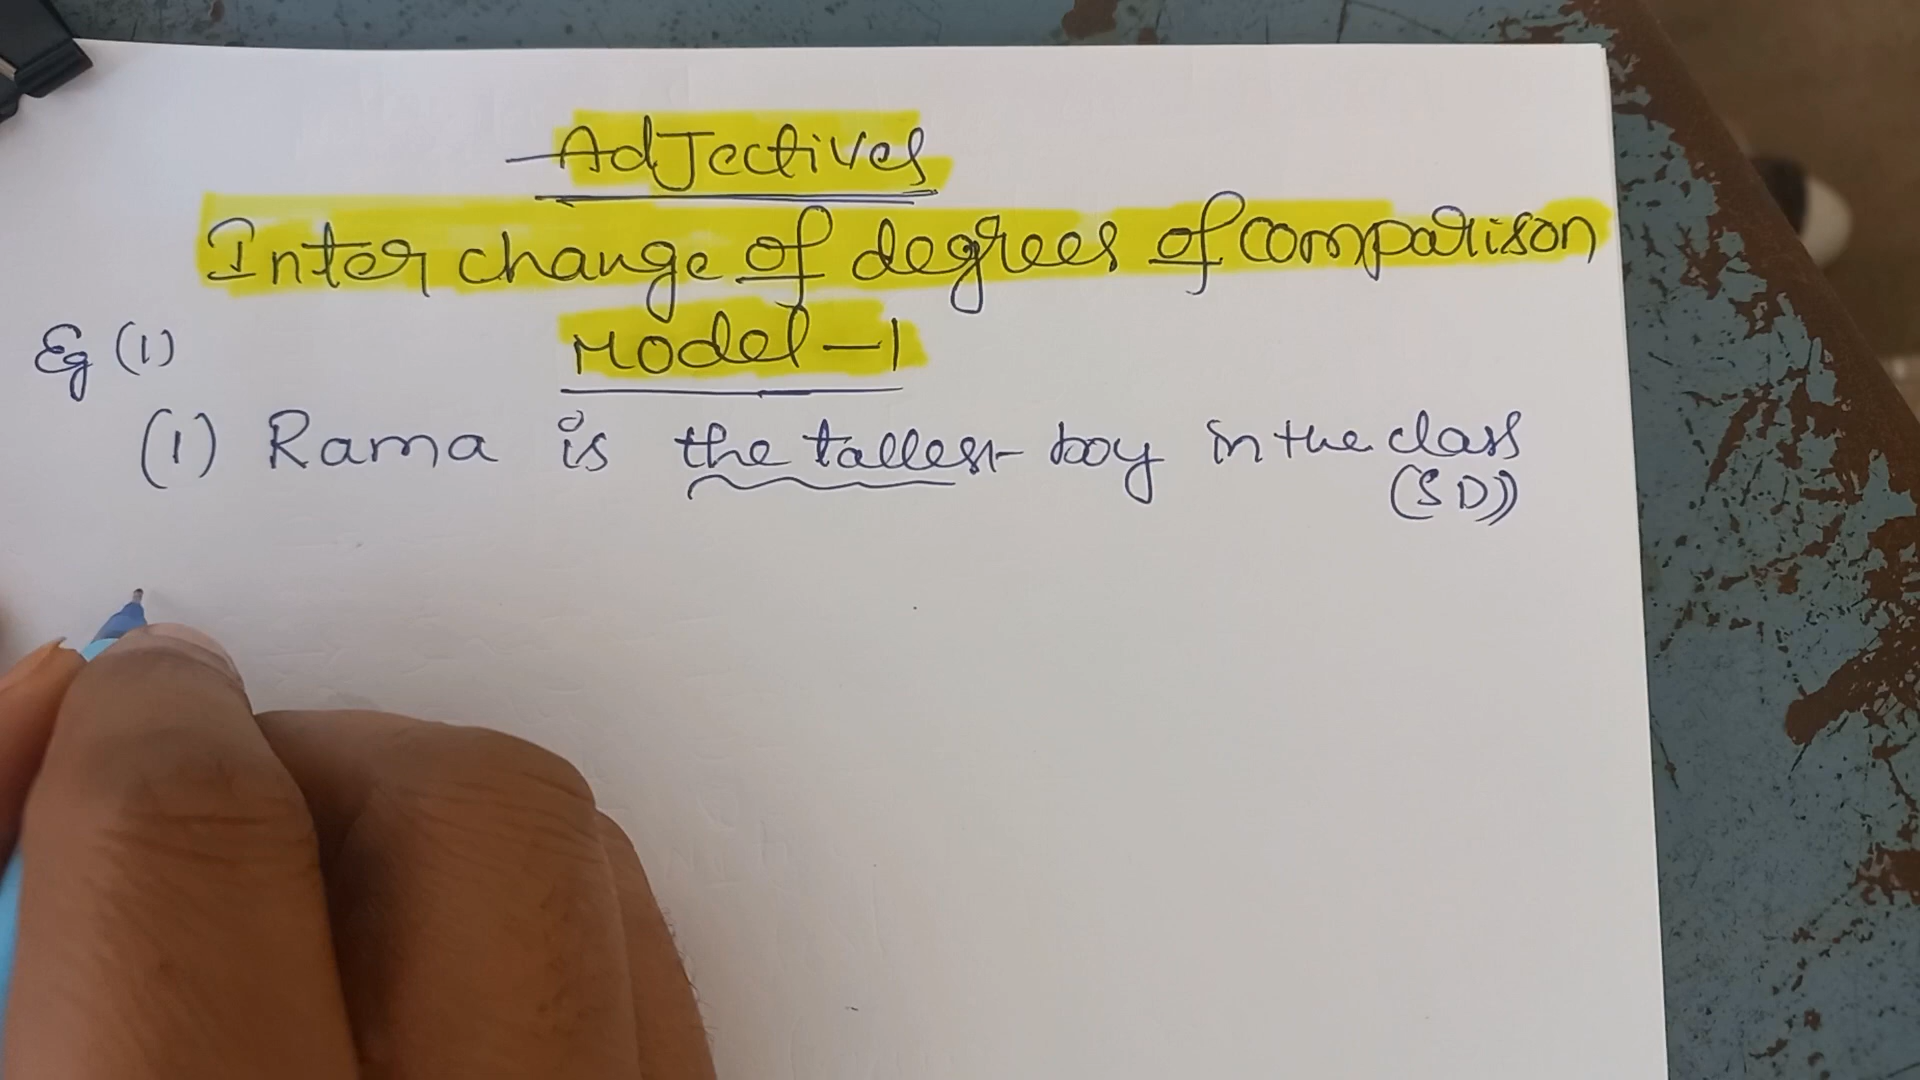 AdJectives
Inter change of degrees of comparison
Model-1
Eg (1)
(1) Rama is the tallest boy in the class
(SD))